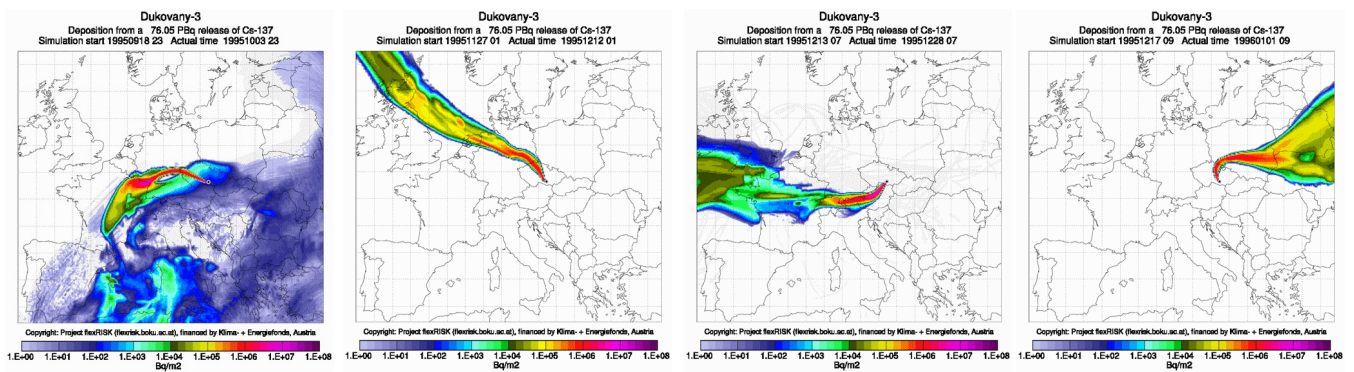 Dukovany-3
Deposition from a 76.05 PBq release of Cs-137
Simulation start 19950918 23 Actual time 19951003 23
Copyright: Project flexRISK (flexrisk.boku.ac.at), financed by Klima- + Energiefonds, Austria
1.E+00 1.E+01 1.E+02 1.E+03 1.E+04 1.E+05 1.E+06 1.E+07 1.E+08
Bq/m2
Dukovany-3
Deposition from a 76.05 PBq release of Cs-137
Simulation start 19951127 01 Actual time 19951212 01
Copyright: Project flexRISK (flexrisk.boku.ac.at), financed by Klima- + Energiefonds, Austria
1.E+00 1.E+01 1.E+02 1.E+03 1.E+04 1.E+05 1.E+06 1.E+07 1.E+08
Bq/m2
Dukovany-3
Deposition from a 76.05 PBq release of Cs-137
Simulation start 19951213 07 Actual time 19951228 07
Copyright: Project flexRISK (flexrisk.boku.ac.at), financed by Klima- + Energiefonds, Austria
1.E+00 1.E+01 1.E+02 1.E+03 1.E+04 1.E+05 1.E+06 1.E+07 1.E+08
Bq/m2
Dukovany-3
Deposition from a 76.05 PBq release of Cs-137
Simulation start 19951217 09 Actual time 19960101 09
Copyright: Project flexRISK (flexrisk.boku.ac.at), financed by Klima- + Energiefonds, Austria
1.E+00 1.E+01 1.E+02 1.E+03 1.E+04 1.E+05 1.E+06 1.E+07 1.E+08
Bq/m2